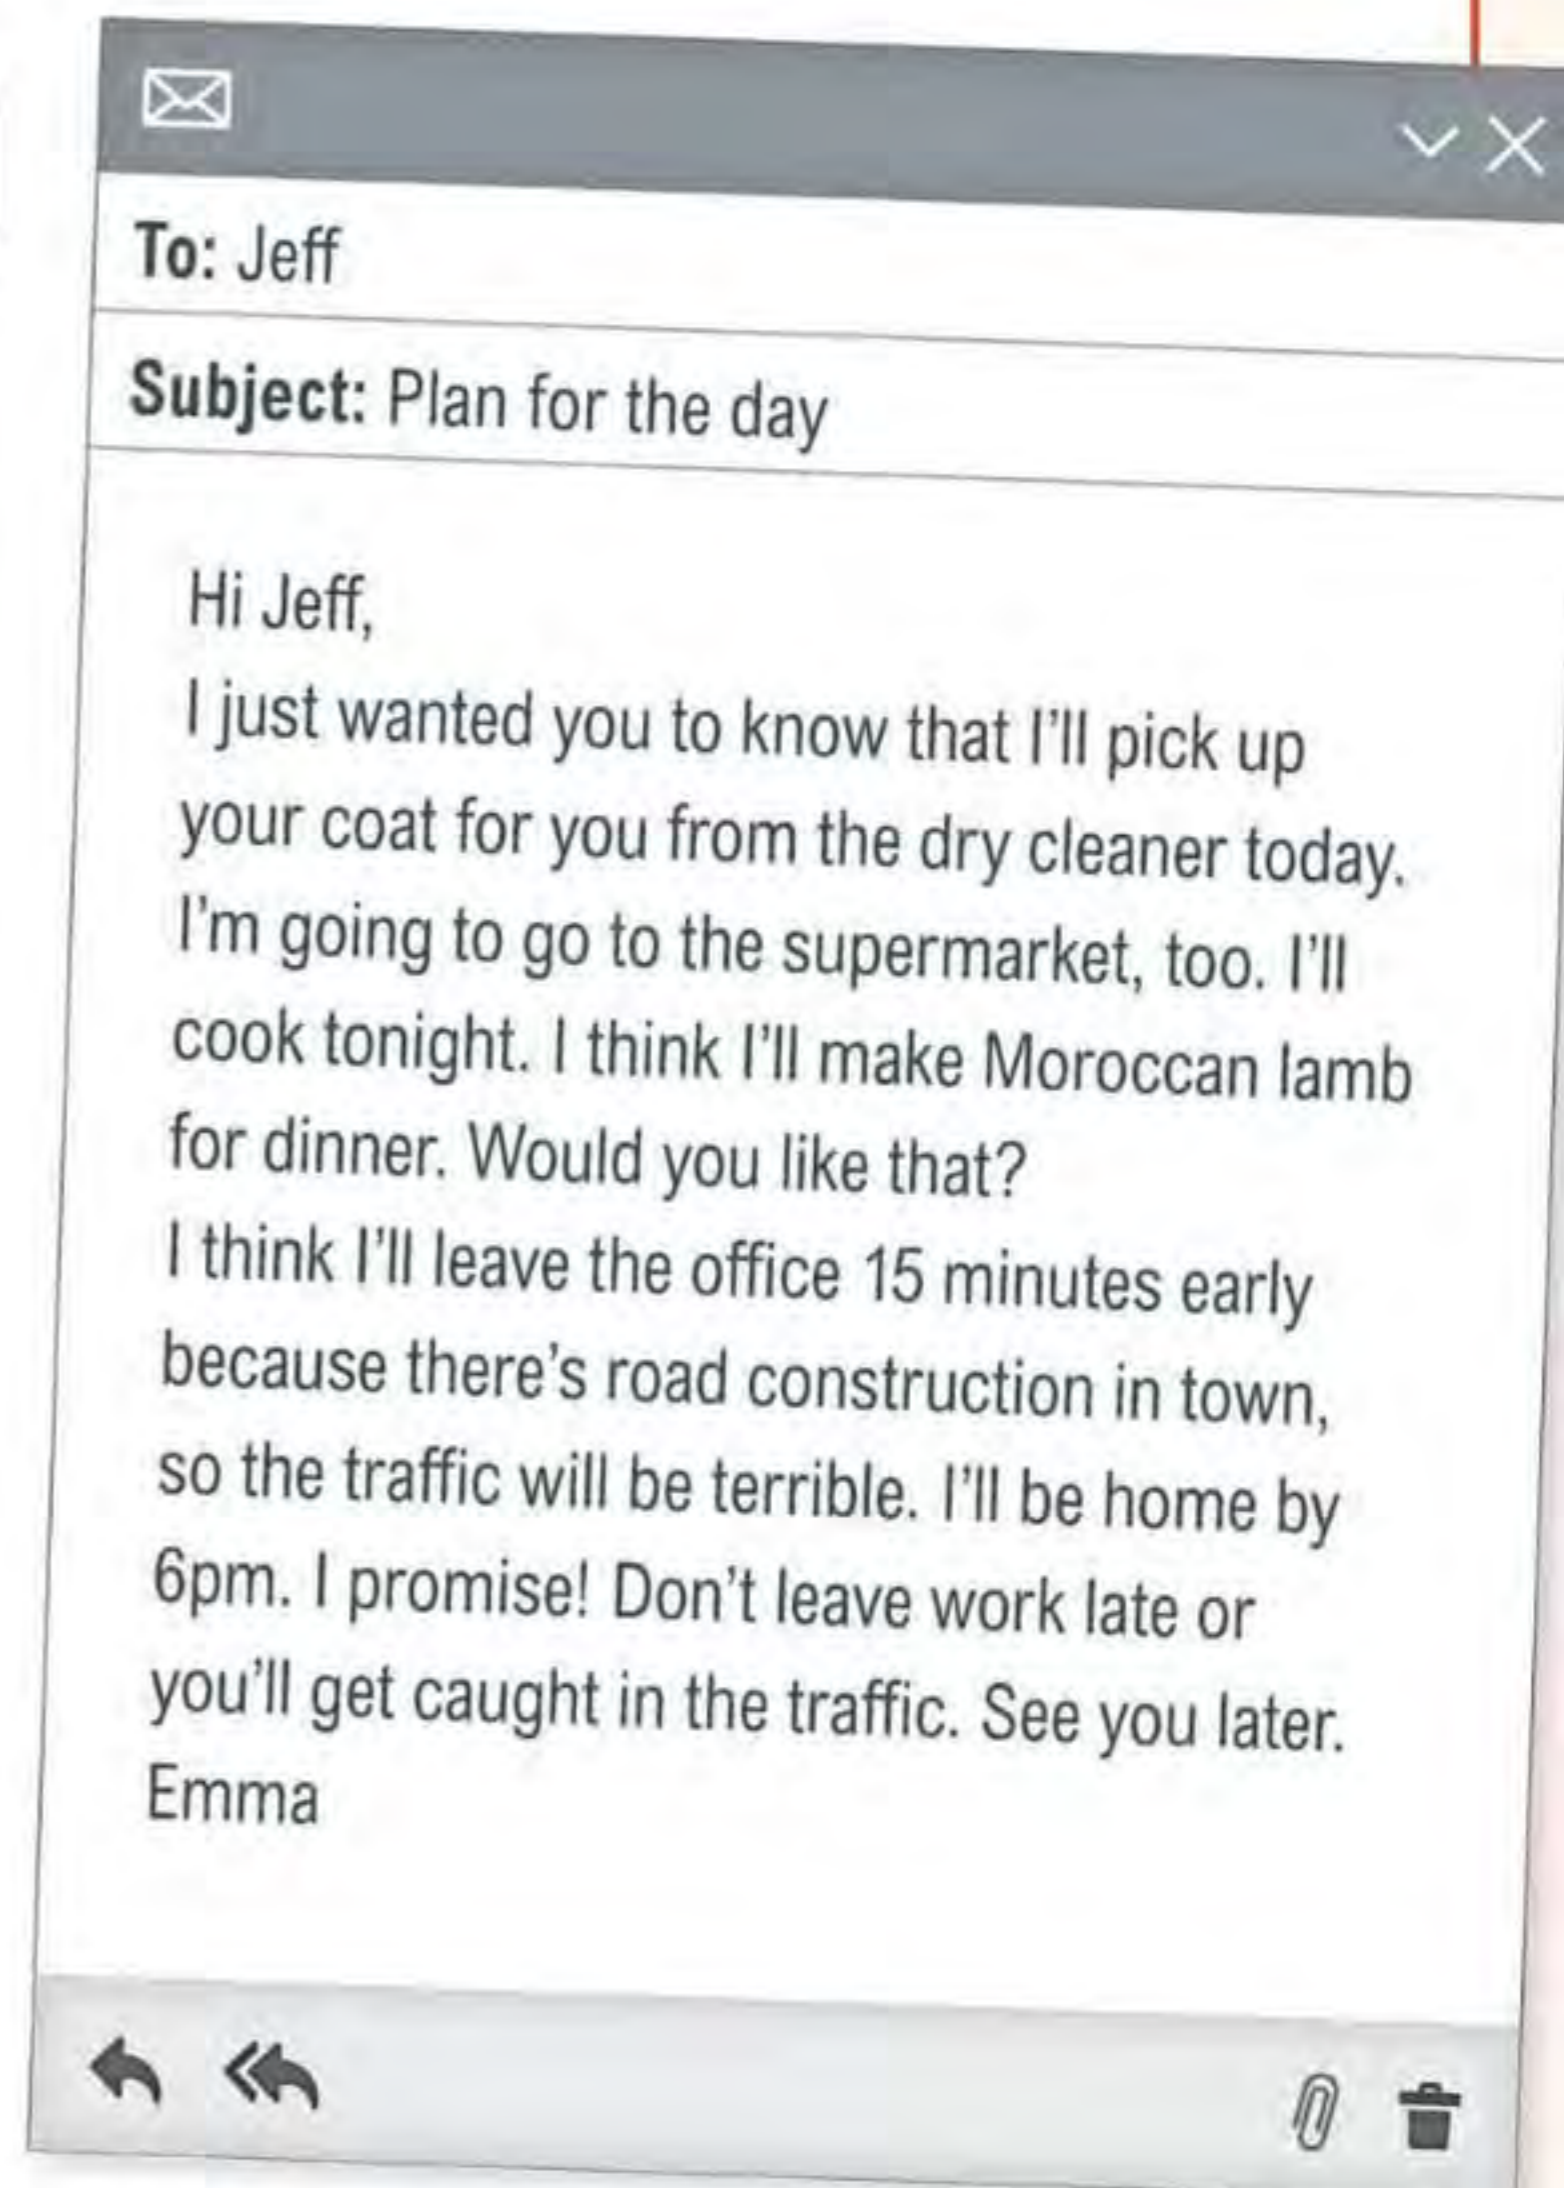 To: Jeff
Subject: Plan for the day
Hi Jeff,
I just wanted you to know that I'll pick up
your coat for you from the dry cleaner today.
I'm going to go to the supermarket, too. I'll
cook tonight. I think I'll make Moroccan lamb
for dinner. Would you like that?
I think I'll leave the office 15 minutes early
because there's road construction in town,
so the traffic will be terrible. I'll be home by
6pm. I promise! Don't leave work late or
you'll get caught in the traffic. See you later.
Emma